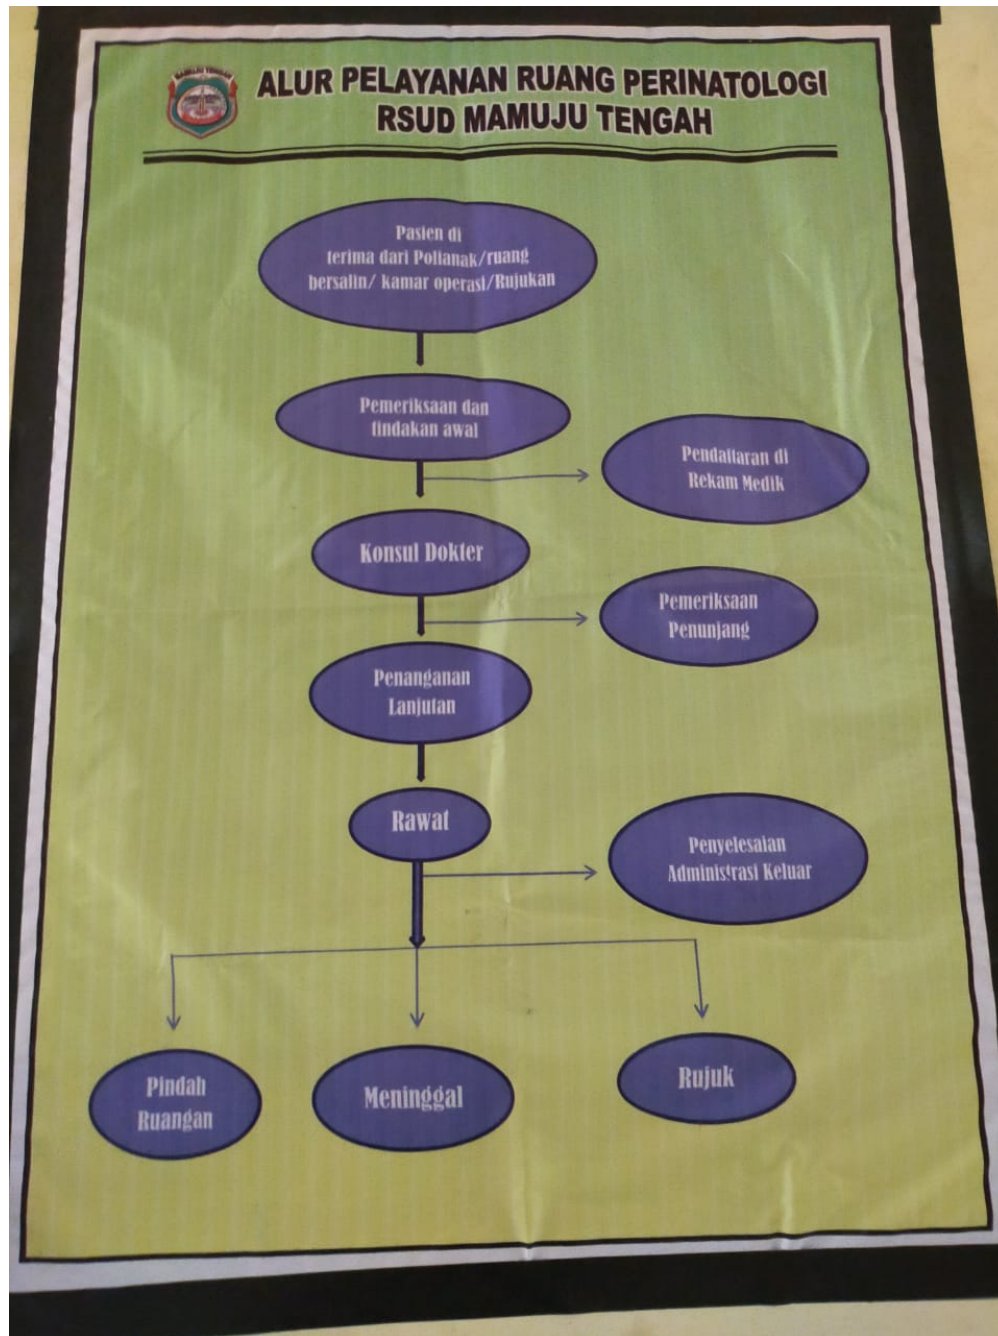 MAMUJU TENGAH
ALUR PELAYANAN RUANG PERINATOLOGI
RSUD MAMUJU TENGAH
Pasien di
terima dari Polianak/ruang
bersalin/ kamar operasi/Rujukan
Pemeriksaan dan
tindakan awal
Pendaftaran di
Rekam Medik
Konsul Dokter
Pemeriksaan
Penunjang
Penanganan
Lanjutan
Rawat
Penyelesaian
Administrasi Keluar
Pindah
Ruangan
Meninggal
Rujuk